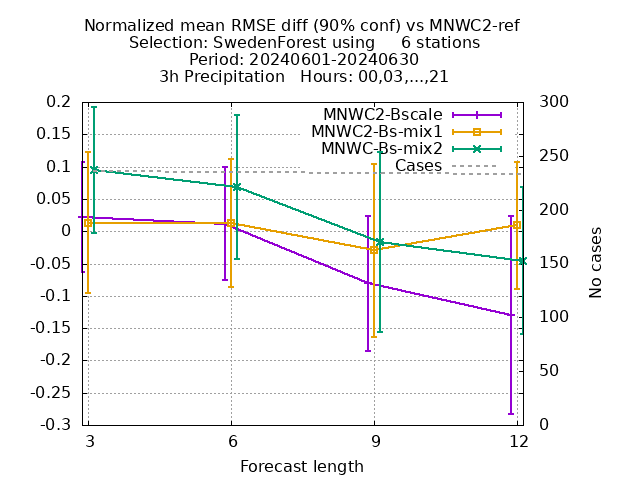 Normalized mean RMSE diff (90% conf) vs MNWC2-ref
Selection: SwedenForest using     6 stations
Period: 20240601-20240630
3h Precipitation   Hours: 00,03,...,21
MNWC2-Bscale
MNWC2-Bs-mix1
MNWC-Bs-mix2
Cases
0.2
0.15
0.1
0.05
0
-0.05
-0.1
-0.15
-0.2
-0.25
-0.3
300
250
200
150
100
50
0
No cases
3
6
9
12
Forecast length